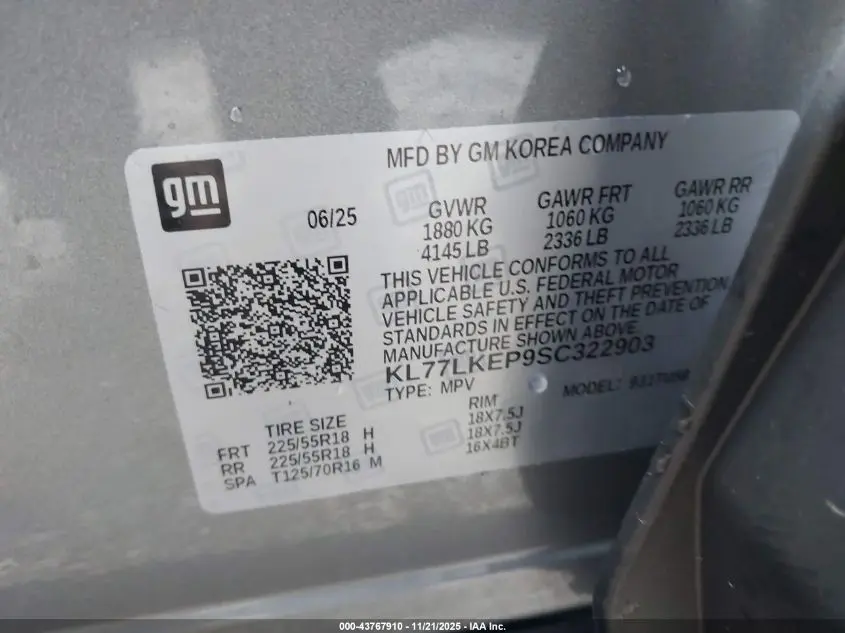 MFD BY GM KOREA COMPANY
gm
06/25
GVWR
1880 KG
4145 LB
GAWR FRT
1060 KG
2336 LB
GAWR RR
1060 KG
2336 LB
THIS VEHICLE CONFORMS TO ALL
APPLICABLE U.S. FEDERAL MOTOR
VEHICLE SAFETY AND THEFT PREVENTION
STANDARDS IN EFFECT ON THE DATE OF
MANUFACTURE SHOWN ABOVE.
KL77LKEP9SC322903
TYPE: MPV
MODEL:
TIRE SIZE
RIM
FRT 225/55R18 H 18X7.5J
RR 225/55R18 H 18X7.5J
SPA T125/70R16 M 16X4BT
000-43767910 - 11/21/2025 - IAA Inc.